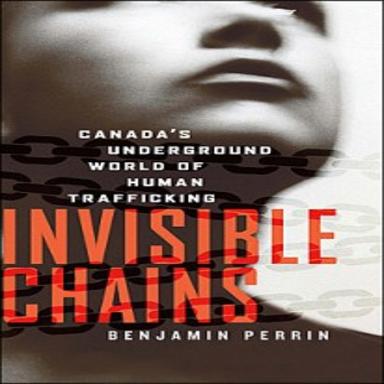 CANADA'S
UNDERGROUND
WORLD OF
HUMAN
TRAFFICKING
INVISIBLE
CHAINS
BENJAMIN PERRIN